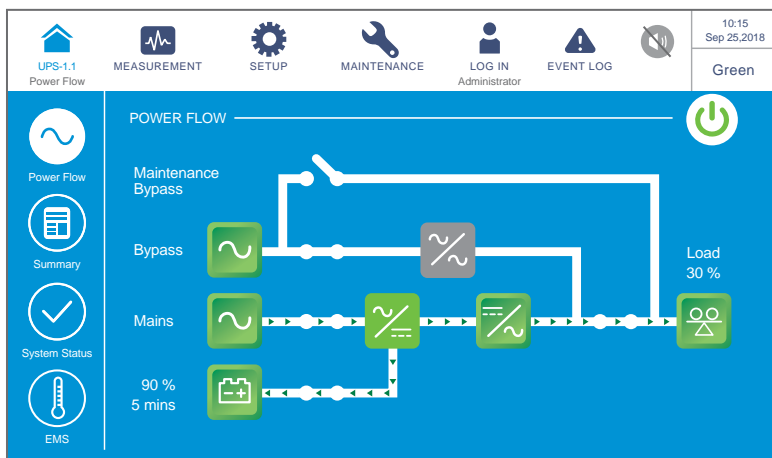 UPS-1.1
Power Flow
MEASUREMENT
SETUP
MAINTENANCE
LOG IN
Administrator
EVENT LOG
10:15
Sep 25,2018
Green
Power Flow
Summary
System Status
EMS
POWER FLOW
Maintenance
Bypass
Bypass
Mains
90 %
5 mins
Load
30 %